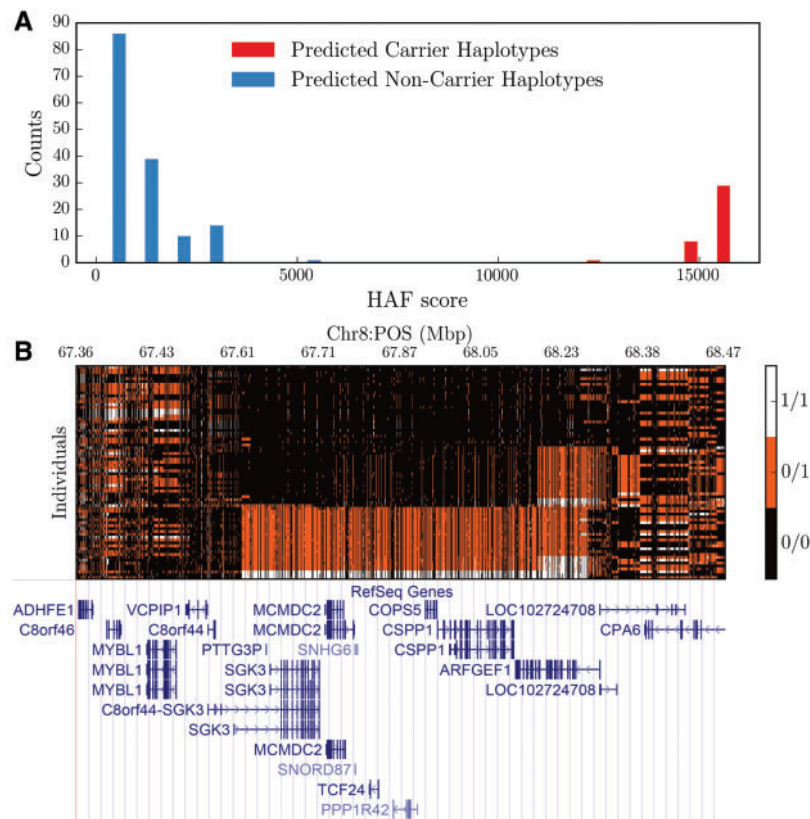 A
90
80
70
60
50
40
30
20
10
0
Counts
Predicted Carrier Haplotypes
Predicted Non-Carrier Haplotypes
0 5000 10000 15000
HAF score
B
Chr8:POS (Mbp)
67.36 67.43 67.61 67.71 67.87 68.05 68.23 68.38 68.47
Individuals
1/1
0/1
0/0
RefSeq Genes
ADHFE1 VCPIP1 MCMDC2 COPS5 LOC102724708
C8orf46 C8orf44 MCMDC2 CSPP1 CPA6
MYBL1 PTTG3P SNHG6 CSPP1
MYBL1 SGK3 ARFGEF1
MYBL1 SGK3 LOC102724708
C8orf44-SGK3
SGK3
MCMDC2
SNORD87
TCF24
PPP1R42